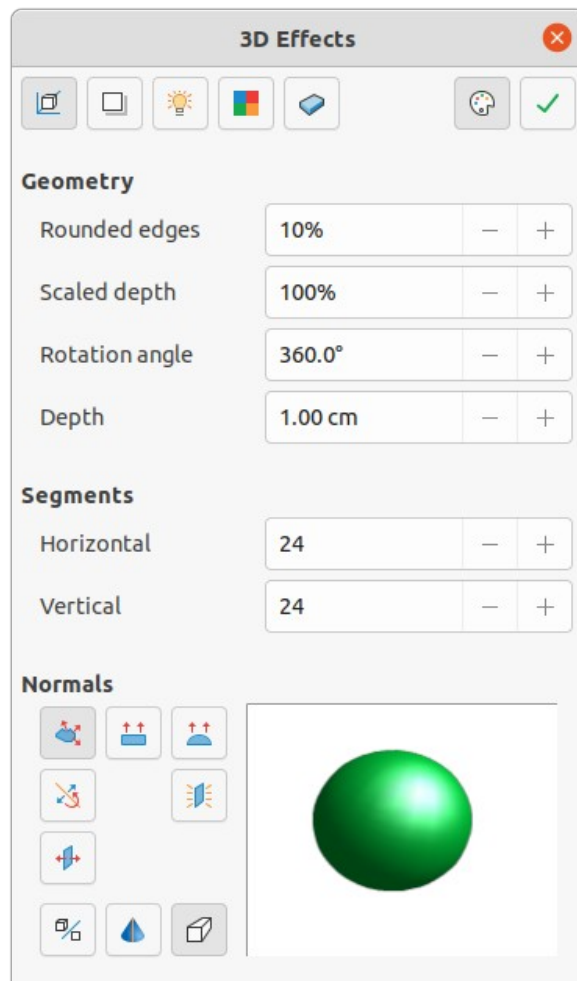 3D Effects
Geometry
Rounded edges 10%
Scaled depth 100%
Rotation angle 360.0°
Depth 1.00 cm
Segments
Horizontal 24
Vertical 24
Normals